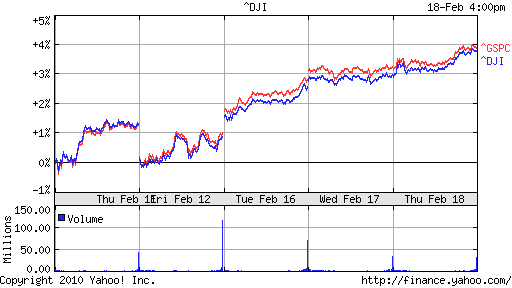 ^DJI
18-Feb 4:00pm
+5%
+4%
+3%
+2%
+1%
0%
-1%
^GSPC
^DJI
Thu Feb 11 Fri Feb 12 Tue Feb 16 Wed Feb 17 Thu Feb 18
150.00
100.00
50.00
0.00
Millions
Volume
Copyright 2010 Yahoo! Inc.
http://finance.yahoo.com/